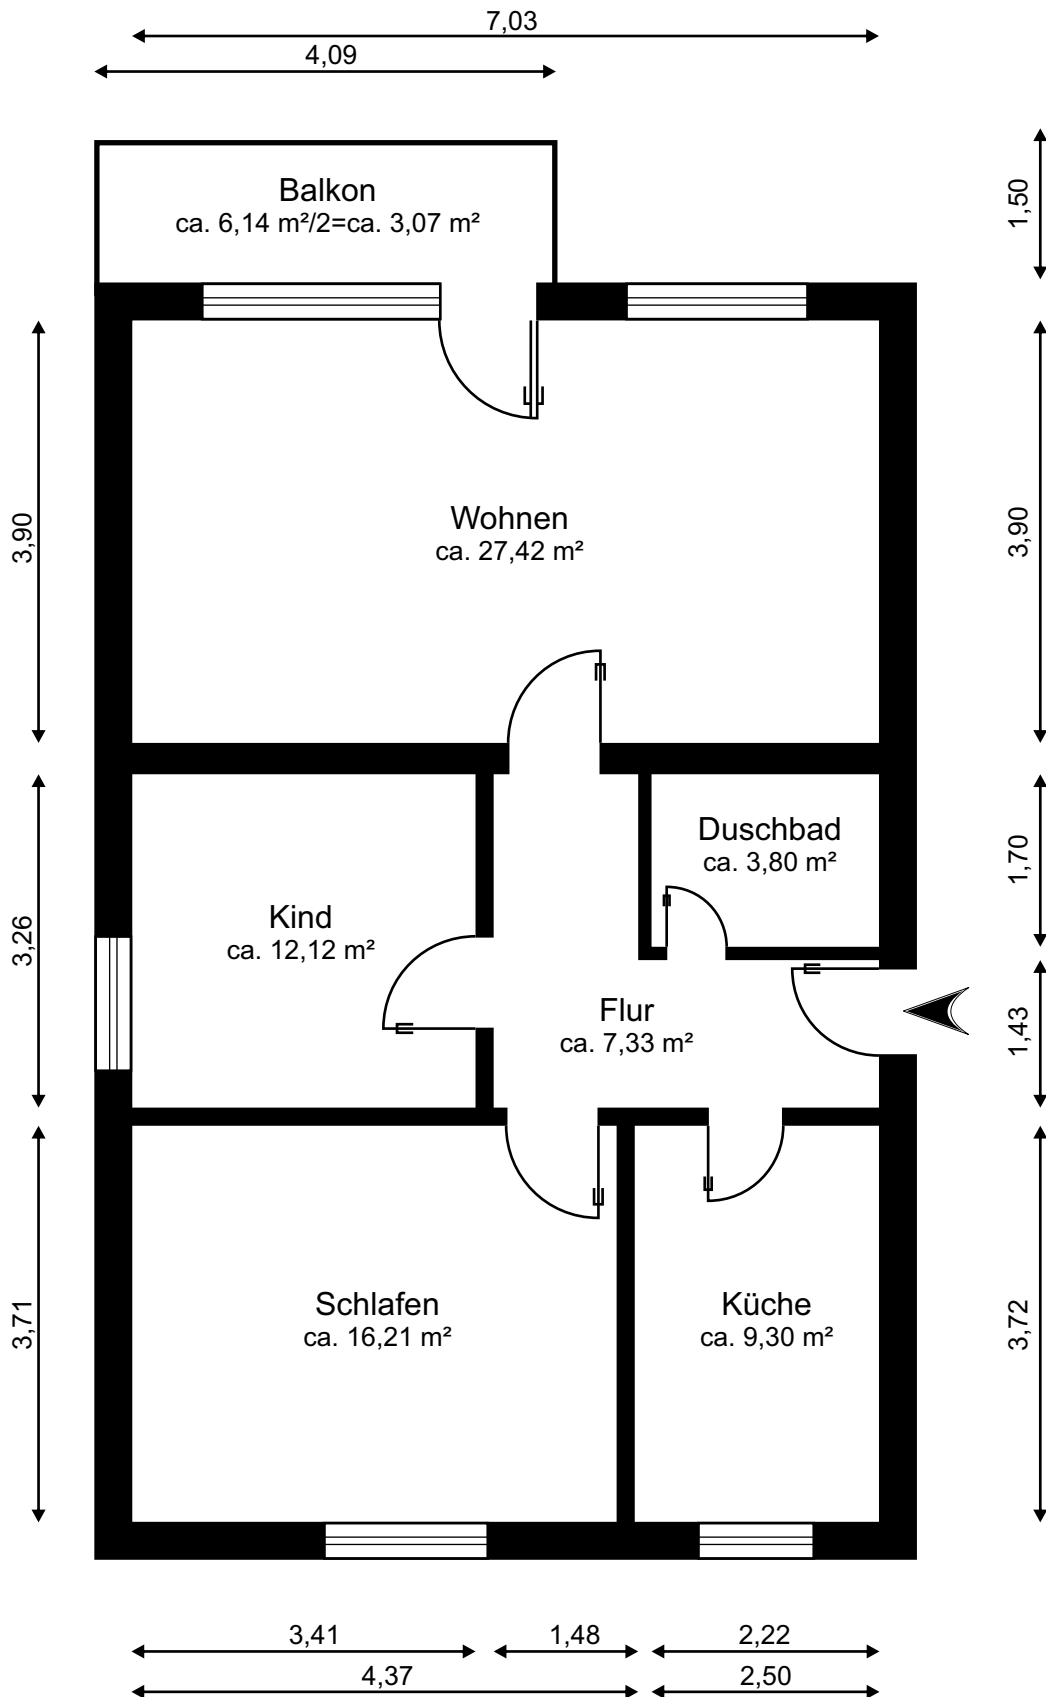 7,03
4,09
Balkon
ca. 6,14 m²/2=ca. 3,07 m²
1,50
3,90
Wohnen
ca. 27,42 m²
3,90
Duschbad
ca. 3,80 m²
1,70
3,26
Kind
ca. 12,12 m²
Flur
ca. 7,33 m²
1,43
3,71
Schlafen
ca. 16,21 m²
Küche
ca. 9,30 m²
3,72
3,41
1,48
2,22
4,37
2,50